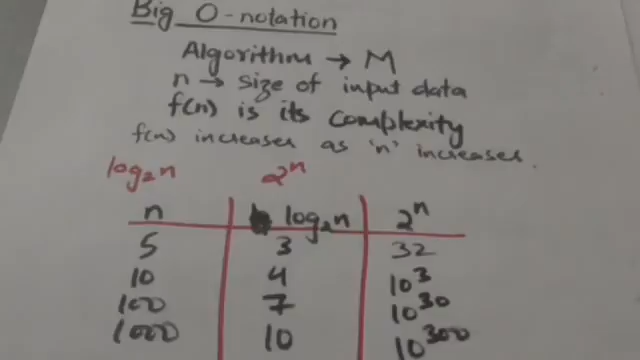 Big O-notation
Algorithm → M
n → size of input data
f(n) is its complexity
f(n) increases as 'n' increases.
log₂n 2ⁿ
n log₂n 2ⁿ
5 3 32
10 4 10³
100 7 10³⁰
1000 10 10³⁰⁰